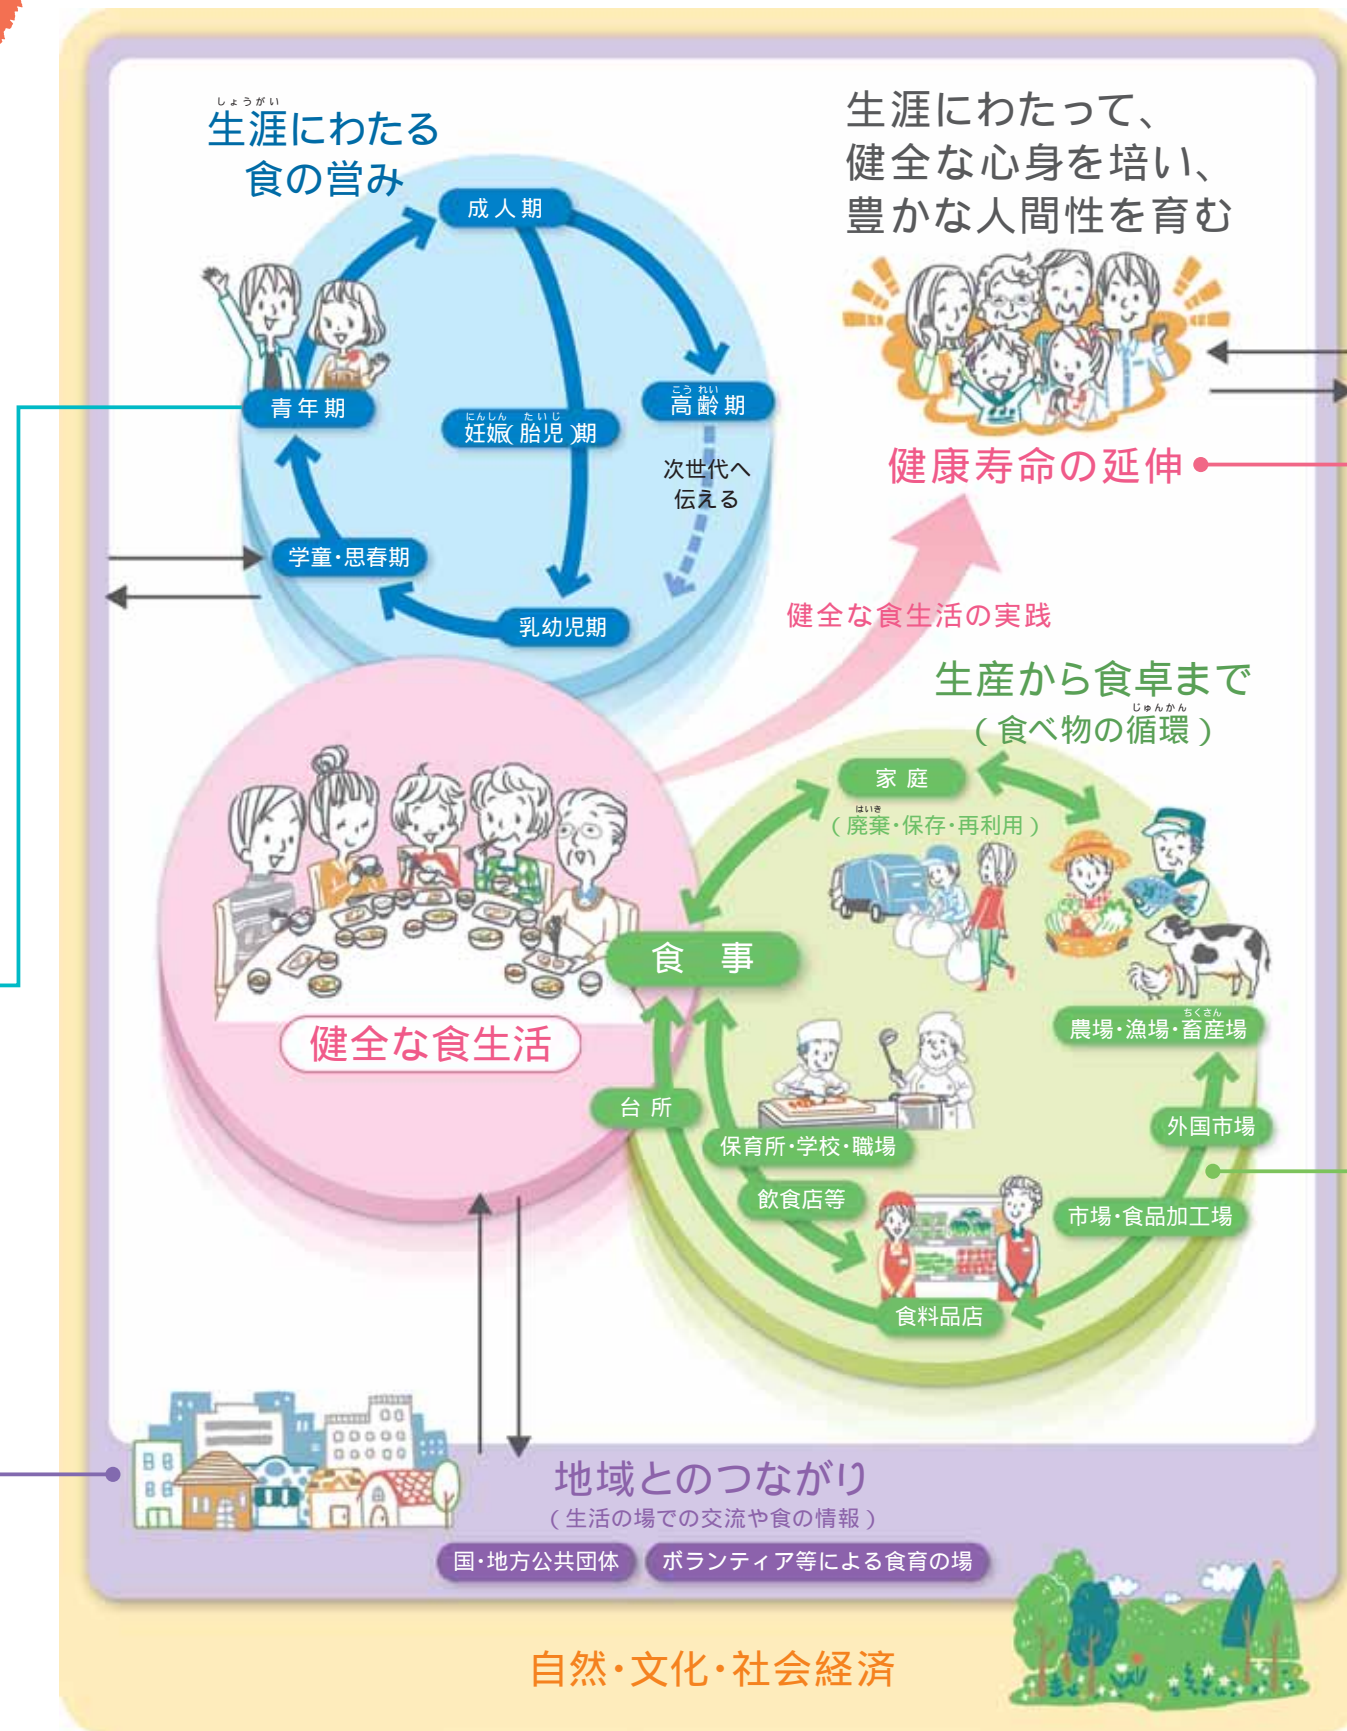 しょうがい
生涯にわたる
食の営み
成人期
青年期
こうれい
高齢期
にんしん たいじ
妊娠(胎児)期
次世代へ
伝える
学童・思春期
乳幼児期
生涯にわたって、
健全な心身を培い、
豊かな人間性を育む
健康寿命の延伸
健全な食生活の実践
健全な食生活
生産から食卓まで
じゅんかん
(食べ物の循環)
家庭
はいき
(廃棄・保存・再利用)
食事
ちくさん
農場・漁場・畜産場
台所
保育所・学校・職場
外国市場
飲食店等
市場・食品加工場
食料品店
地域とのつながり
(生活の場での交流や食の情報)
国・地方公共団体
ボランティア等による食育の場
自然・文化・社会経済